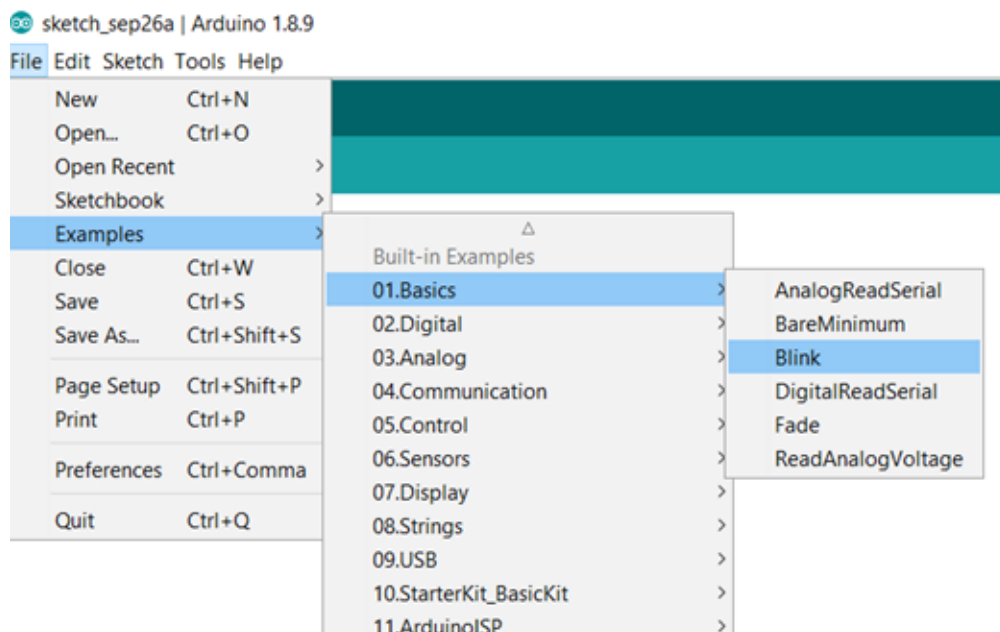 sketch_sep26a | Arduino 1.8.9
File Edit Sketch Tools Help
New Ctrl+N
Open... Ctrl+O
Open Recent
Sketchbook
Examples
Close Ctrl+W
Save Ctrl+S
Save As... Ctrl+Shift+S
Page Setup Ctrl+Shift+P
Print Ctrl+P
Preferences Ctrl+Comma
Quit Ctrl+Q
Built-in Examples
01.Basics
02.Digital
03.Analog
04.Communication
05.Control
06.Sensors
07.Display
08.Strings
09.USB
10.StarterKit_BasicKit
11.ArduinoISP
AnalogReadSerial
BareMinimum
Blink
DigitalReadSerial
Fade
ReadAnalogVoltage